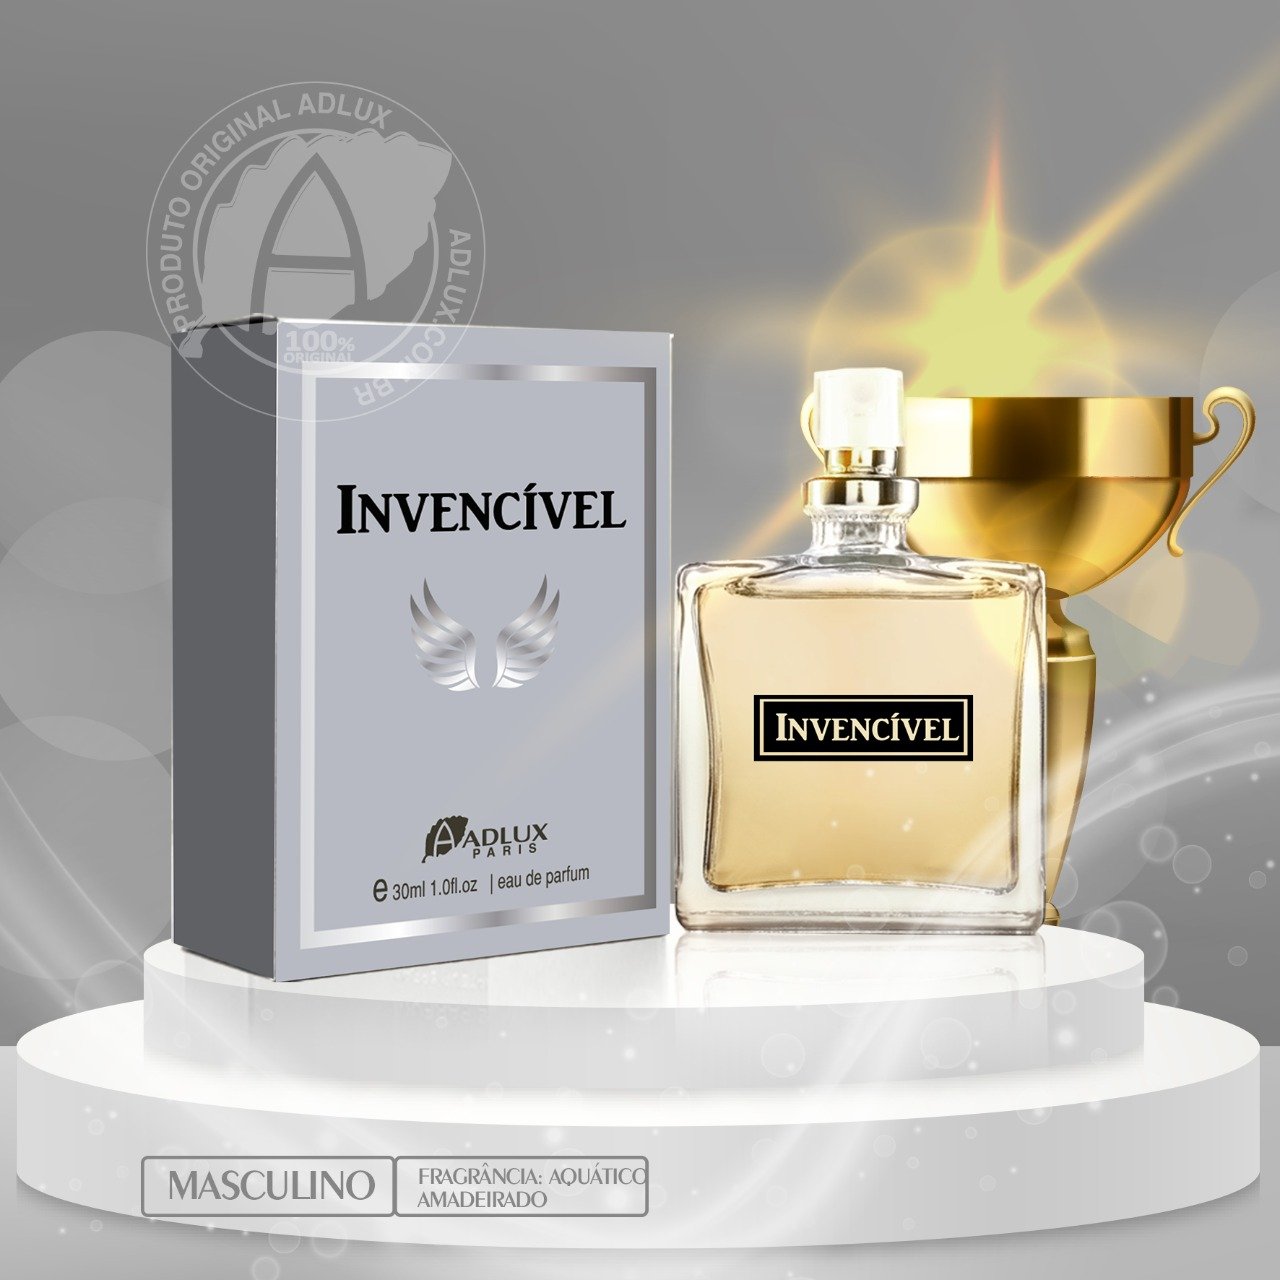 PRODUTO ORIGINAL ADLUX
ADLUX.COM.BR
A
100%
ORIGINAL
INVENCÍVEL
INVENCÍVEL
ADLUX
PARIS
e 30ml 1.0fl.oz | eau de parfum
MASCULINO
FRAGRÂNCIA: AQUÁTICO
AMADEIRADO